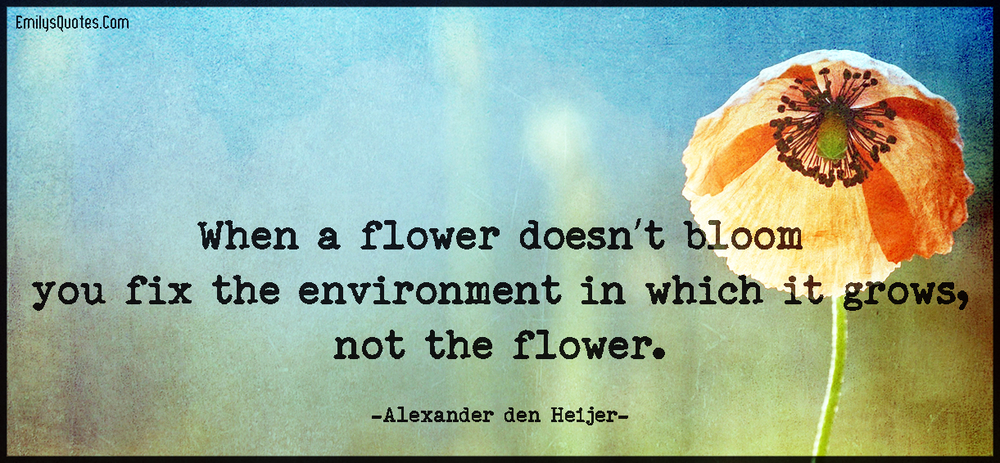 EmilysQuotes.Com
When a flower doesn't bloom
you fix the environment in which it grows,
not the flower.
-Alexander den Heijer-